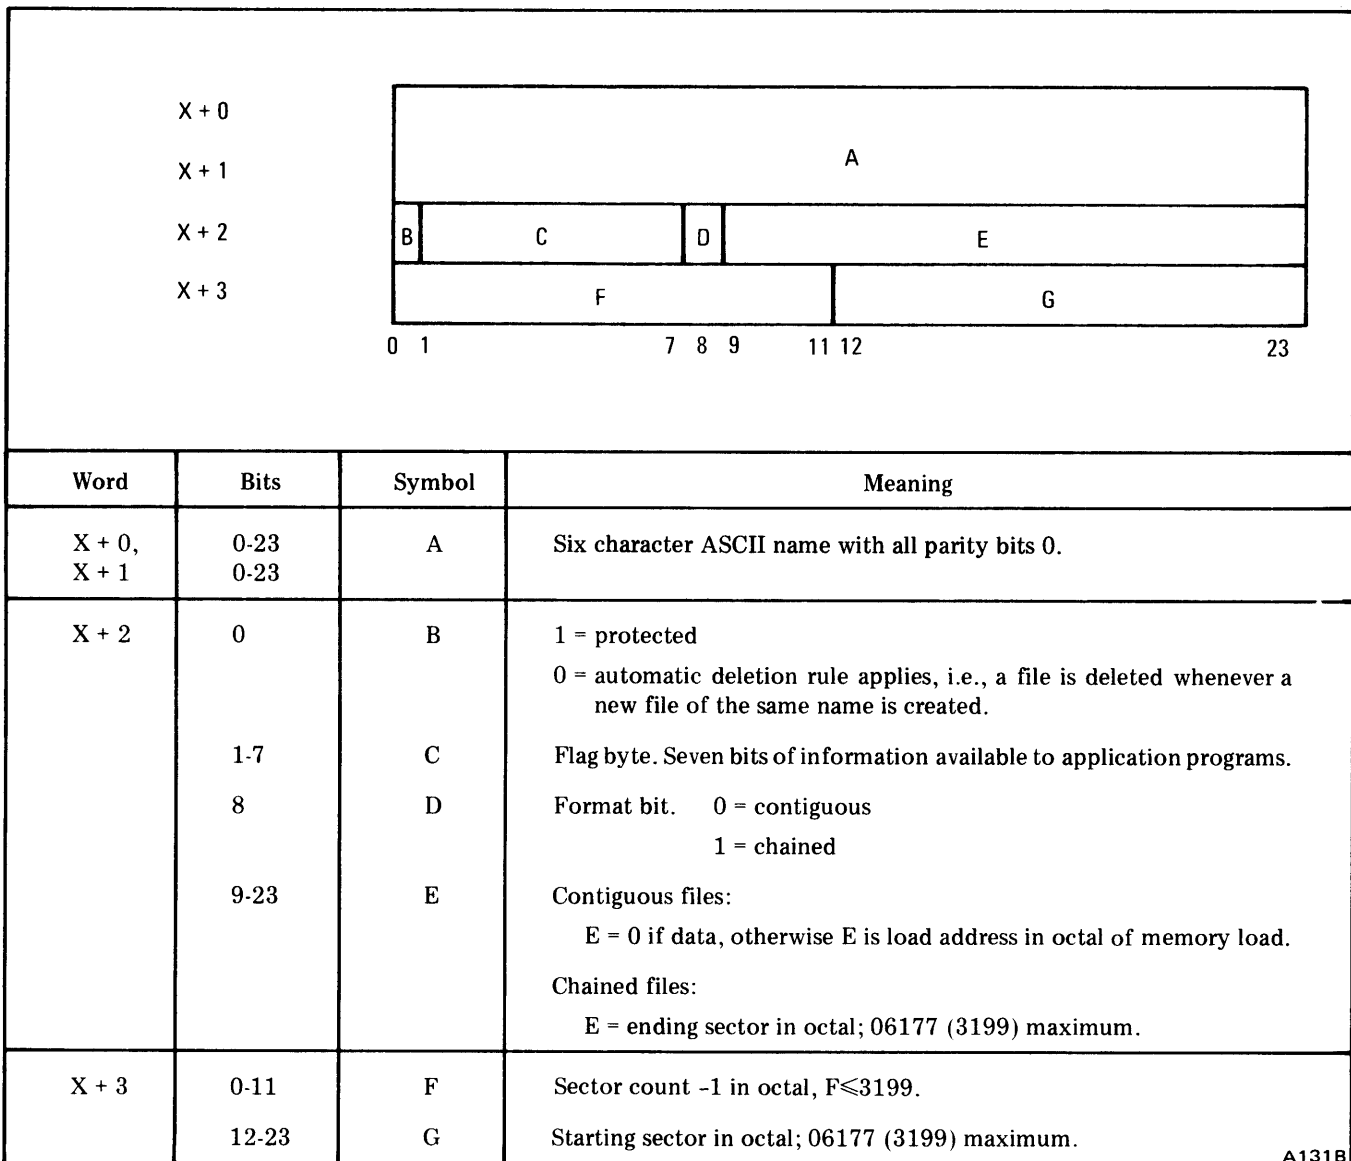 X + 0
X + 1
A
X + 2
B C D E
X + 3
F G
0 1 7 8 9 11 12 23
Word Bits Symbol Meaning
X + 0, 0-23 A Six character ASCII name with all parity bits 0.
X + 1 0-23
X + 2 0 B 1 = protected
0 = automatic deletion rule applies, i.e., a file is deleted whenever a
new file of the same name is created.
1-7 C Flag byte. Seven bits of information available to application programs.
8 D Format bit. 0 = contiguous
1 = chained
9-23 E Contiguous files:
E = 0 if data, otherwise E is load address in octal of memory load.
Chained files:
E = ending sector in octal; 06177 (3199) maximum.
X + 3 0-11 F Sector count -1 in octal, F⩽3199.
12-23 G Starting sector in octal; 06177 (3199) maximum.
A131B